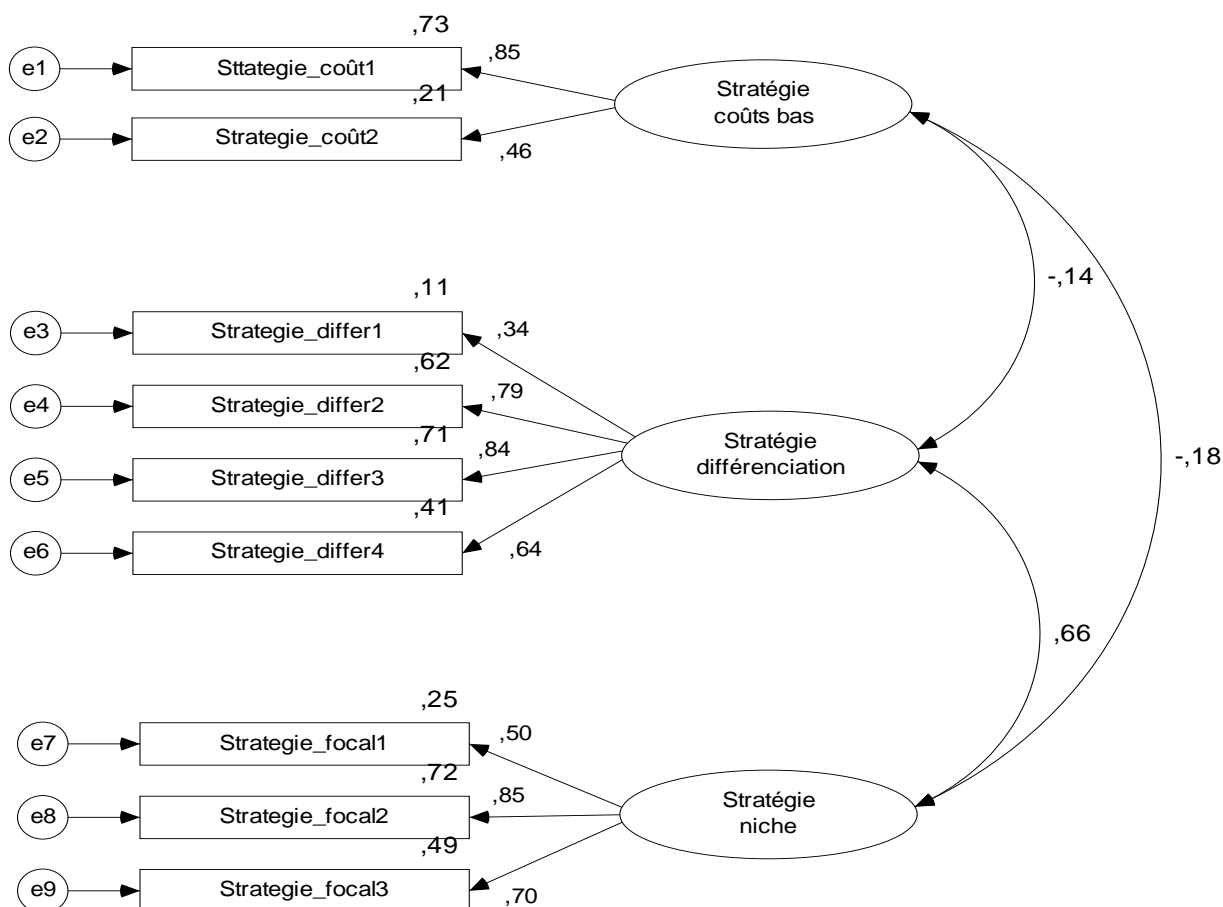 ,73
e1
Sttategie_coût1
,85
Stratégie
coûts bas
,21
e2
Strategie_coût2
,46
-,14
,11
e3
Strategie_differ1
,34
,62
e4
Strategie_differ2
,79
Stratégie
différenciation
,71
e5
Strategie_differ3
,84
-,18
,41
e6
Strategie_differ4
,64
,66
,25
e7
Strategie_focal1
,50
,72
e8
Strategie_focal2
,85
Stratégie
niche
,49
e9
Strategie_focal3
,70